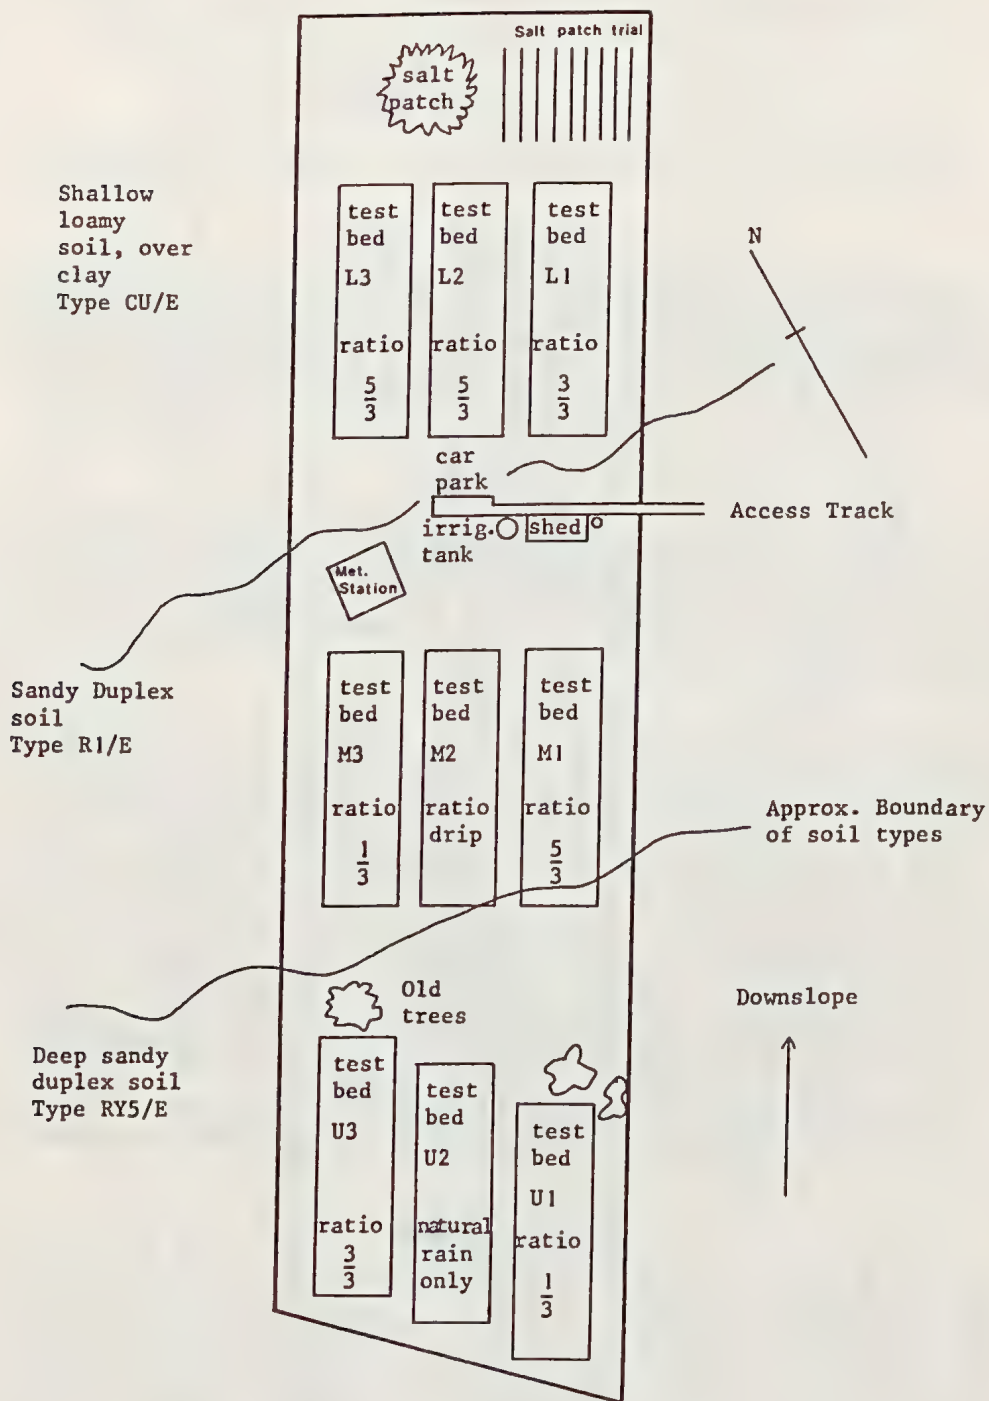 Salt patch trial
salt
patch
Shallow
loamy
soil, over
clay
Type CU/E
test
bed
L3
ratio
5
3
test
bed
L2
ratio
5
3
test
bed
L1
ratio
3
3
N
car
park
Access Track
irrig.
tank
shed
Met.
Station
Sandy Duplex
soil
Type R1/E
test
bed
M3
ratio
1
3
test
bed
M2
ratio
drip
test
bed
M1
ratio
5
3
Approx. Boundary
of soil types
Old
trees
Downslope
Deep sandy
duplex soil
Type RY5/E
test
bed
U3
ratio
3
3
test
bed
U2
natural
rain
only
test
bed
U1
ratio
1
3